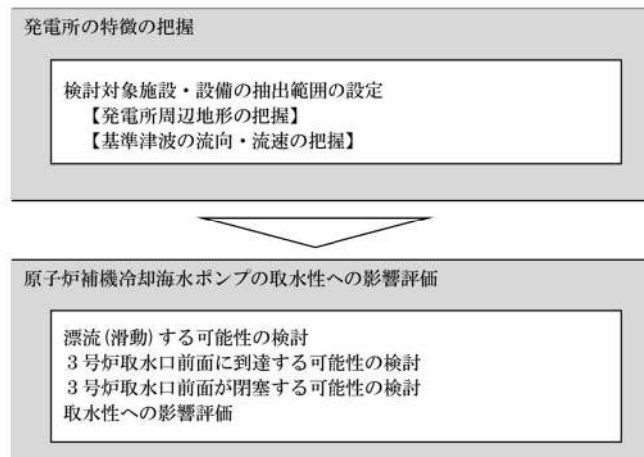 発電所の特徴の把握
検討対象施設・設備の抽出範囲の設定
【発電所周辺地形の把握】
【基準津波の流向・流速の把握】
原子炉補機冷却海水ポンプの取水性への影響評価
漂流(滑動)する可能性の検討
3号炉取水口前面に到達する可能性の検討
3号炉取水口前面が閉塞する可能性の検討
取水性への影響評価